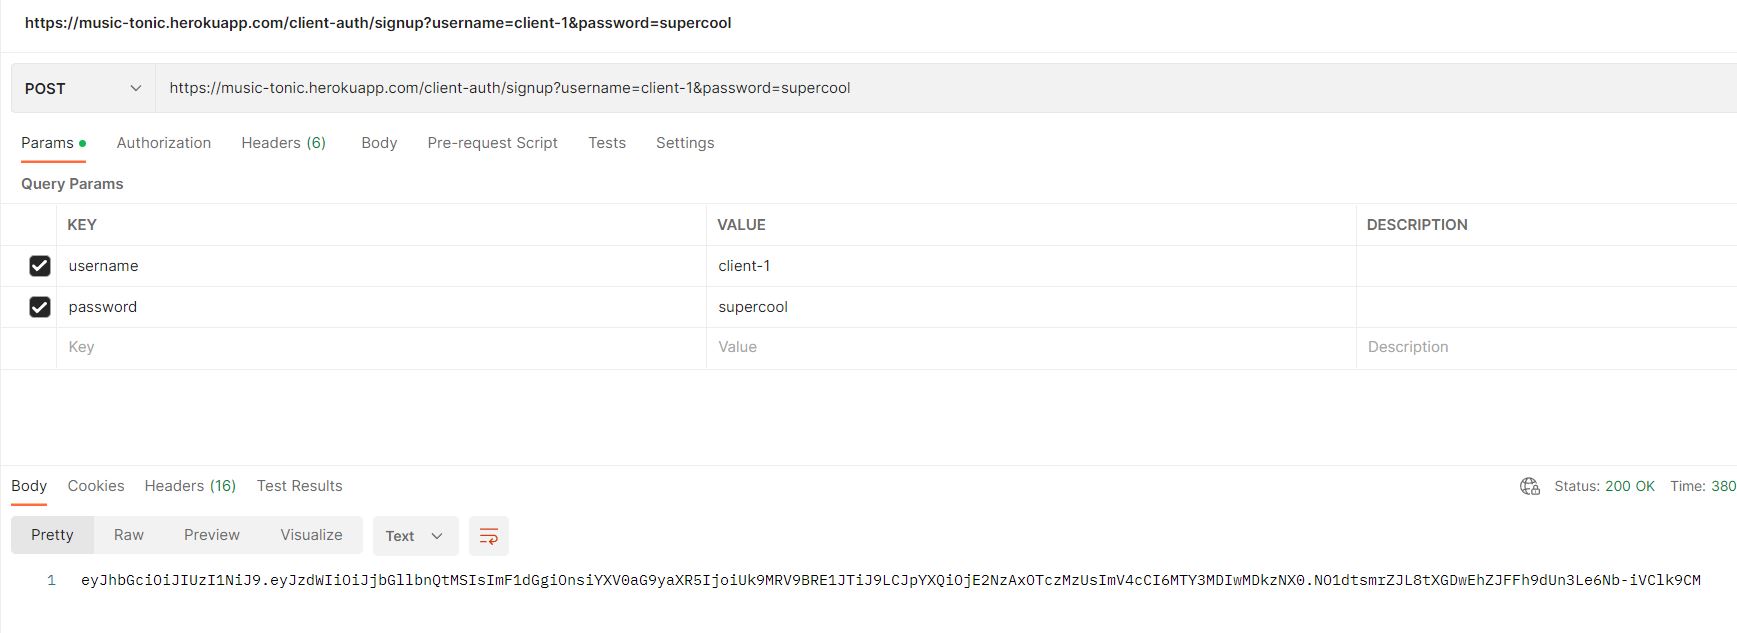 https://music-tonic.herokuapp.com/client-auth/signup?username=client-1&password=supercool
POST https://music-tonic.herokuapp.com/client-auth/signup?username=client-1&password=supercool
Params Authorization Headers (6) Body Pre-request Script Tests Settings
Query Params
KEY VALUE DESCRIPTION
username client-1
password supercool
Key Value Description
Body Cookies Headers (16) Test Results Status: 200 OK Time: 380
Pretty Raw Preview Visualize Text
1 eyJhbGciOiJIUzI1NiJ9.eyJzdWIiOiJjbGllbnQtMSIsImF1dGgiOnsiYXV0aG9yaXR5IjoiUk9MRV9BRE1JTiJ9LCJpYXQiOjE2NzAxOTczMzUsImV4cCI6MTY3MDIwMDkzNX0.NO1dtsmrZJL8tXGDwEhZJFFh9dUn3Le6Nb-iVClk9CM